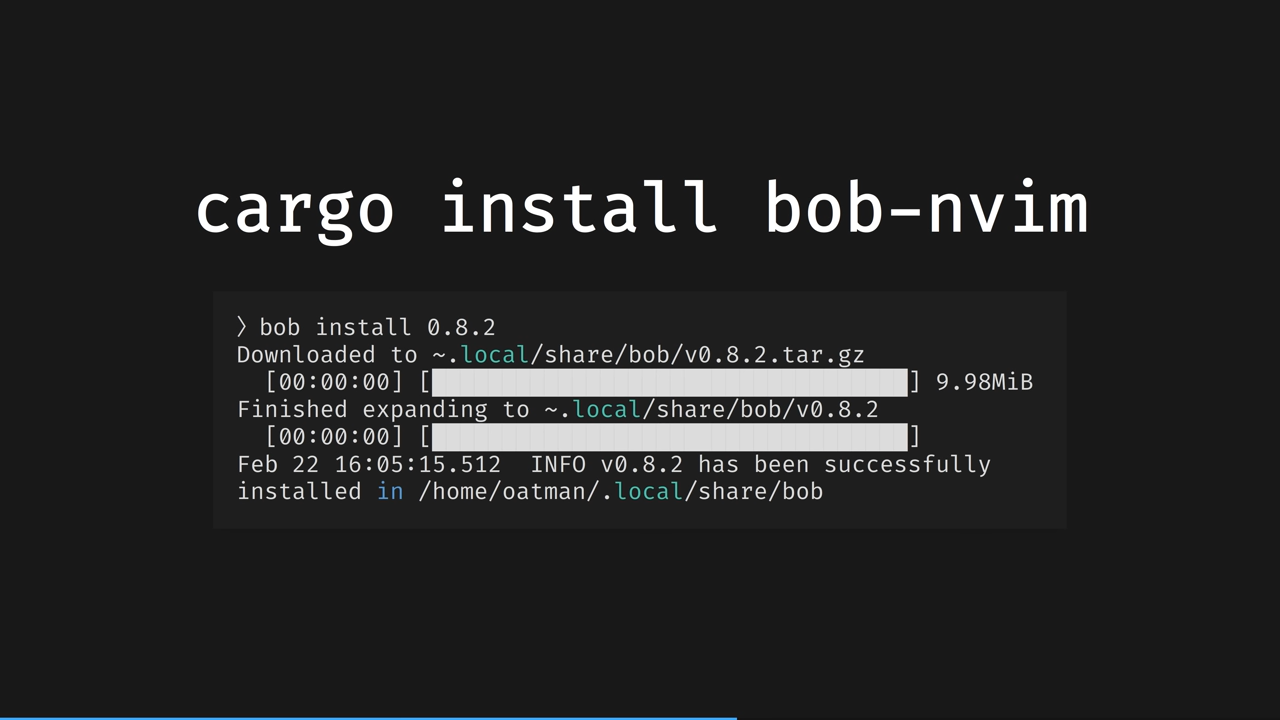 cargo install bob-nvim
〉bob install 0.8.2
Downloaded to ~.local/share/bob/v0.8.2.tar.gz
[00:00:00] [████████████████████████████████████████] 9.98MiB
Finished expanding to ~.local/share/bob/v0.8.2
[00:00:00] [████████████████████████████████████████]
Feb 22 16:05:15.512  INFO v0.8.2 has been successfully
installed in /home/oatman/.local/share/bob